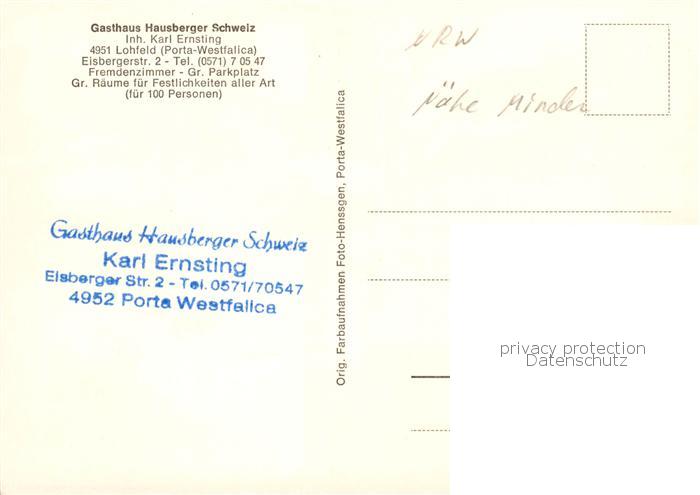 Gasthaus Hausberger Schweiz
Inh. Karl Ernsting
4951 Lohfeld (Porta-Westfalica)
Eisbergerstr. 2 - Tel. (0571) 7 05 47
Fremdenzimmer - Gr. Parkplatz
Gr. Räume für Festlichkeiten aller Art
(für 100 Personen)
Gasthaus Hausberger Schweiz
Karl Ernsting
Eisberger Str. 2 - Tel. 0571/70547
4952 Porta Westfalica
Orig. Farbaufnahmen Foto-Henssgen, Porta-Westfalica
NRW
Nähe Minden
privacy protection
Datenschutz